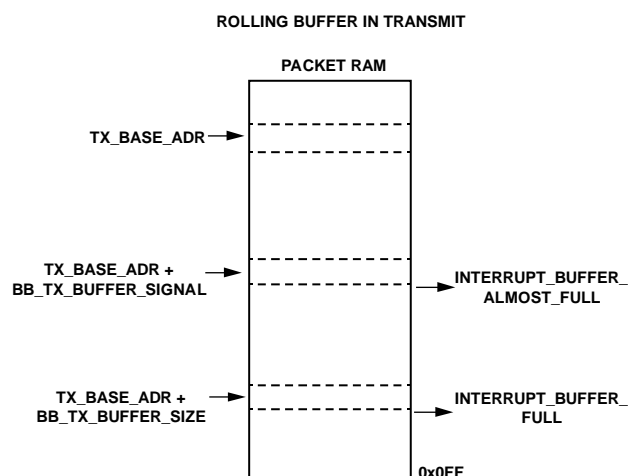 ROLLING BUFFER IN TRANSMIT
PACKET RAM
TX_BASE_ADR
TX_BASE_ADR +
BB_TX_BUFFER_SIGNAL
INTERRUPT_BUFFER_
ALMOST_FULL
TX_BASE_ADR +
BB_TX_BUFFER_SIZE
INTERRUPT_BUFFER_
FULL
0x0FF